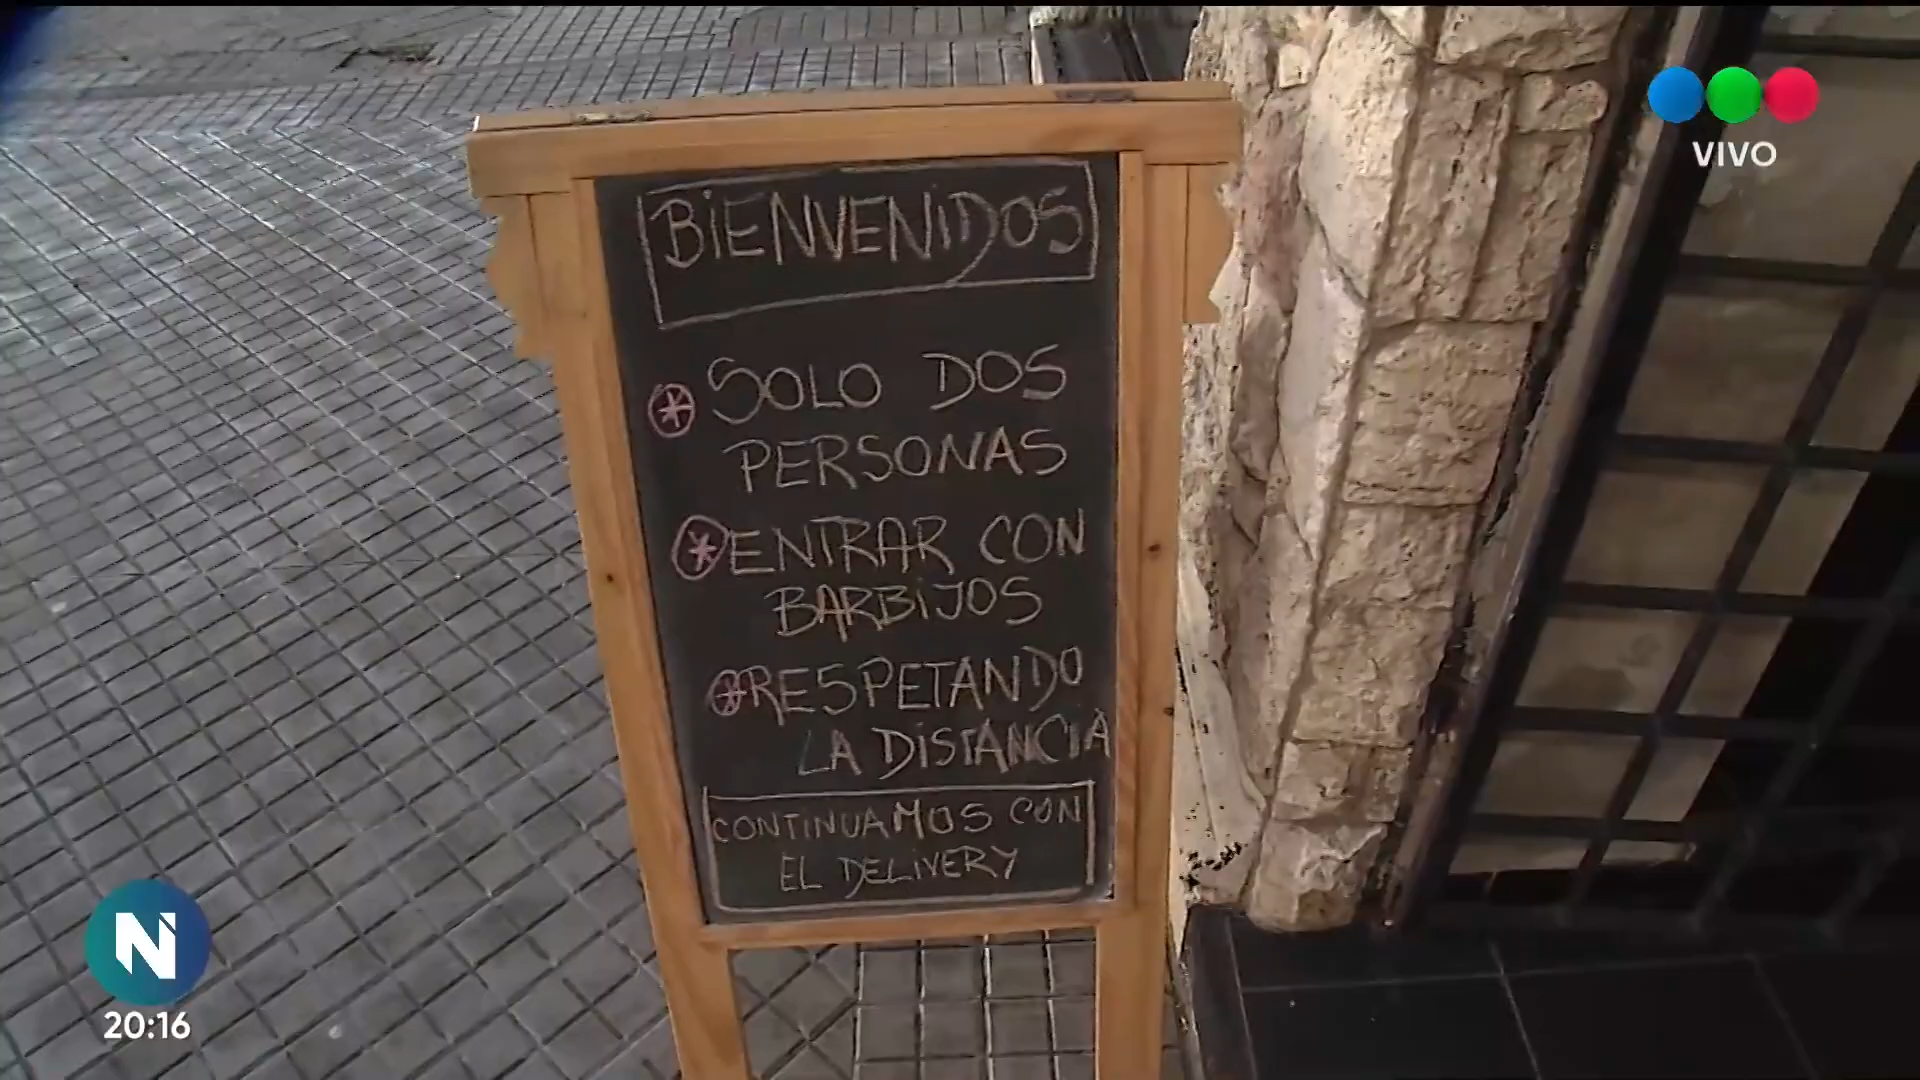 BIENVENIDOS
* SOLO DOS
PERSONAS
* ENTRAR CON
BARBIJOS
* RESPETANDO
LA DISTANCIA
CONTINUAMOS CON
EL DELIVERY
VIVO
N
20:16